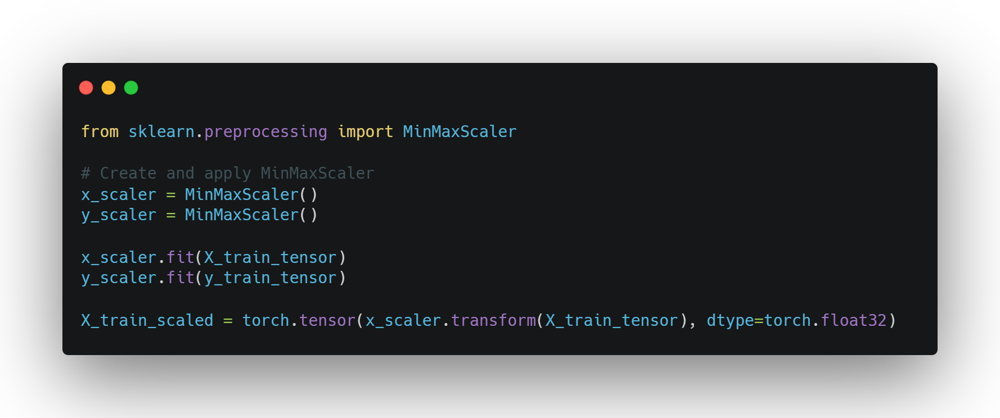 from sklearn.preprocessing import MinMaxScaler
# Create and apply MinMaxScaler
x_scaler = MinMaxScaler()
y_scaler = MinMaxScaler()
x_scaler.fit(X_train_tensor)
y_scaler.fit(y_train_tensor)
X_train_scaled = torch.tensor(x_scaler.transform(X_train_tensor), dtype=torch.float32)